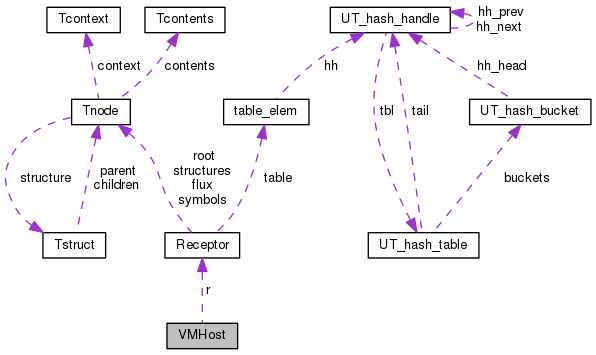 Tcontext
Tcontents
UT_hash_handle
hh_prev
hh_next
context
contents
hh
hh_head
Tnode
table_elem
tbl
tail
UT_hash_bucket
structure
parent
children
root
structures
flux
symbols
table
buckets
Tstruct
Receptor
UT_hash_table
r
VMHost